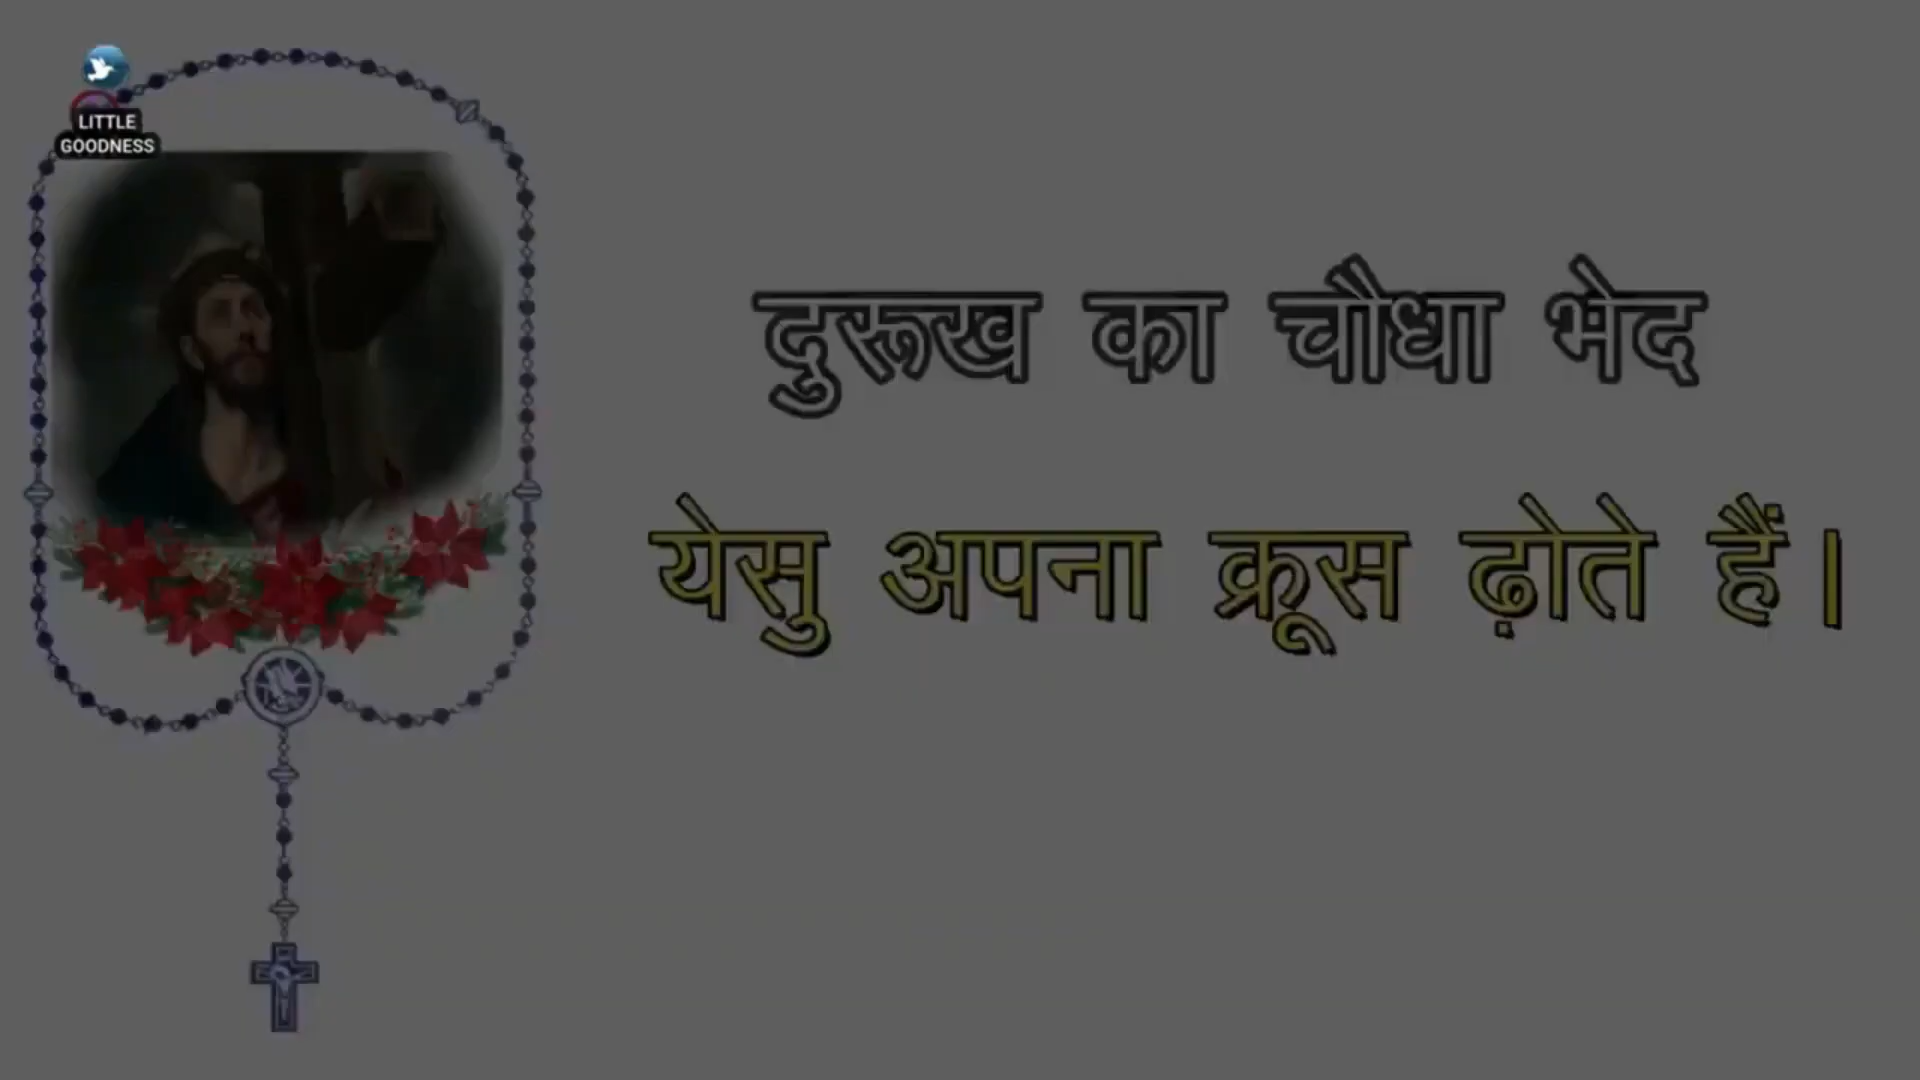 LITTLE
GOODNESS
दुरूख का चौधा भेद
येसु अपना क्रूस ढ़ोते हैं।